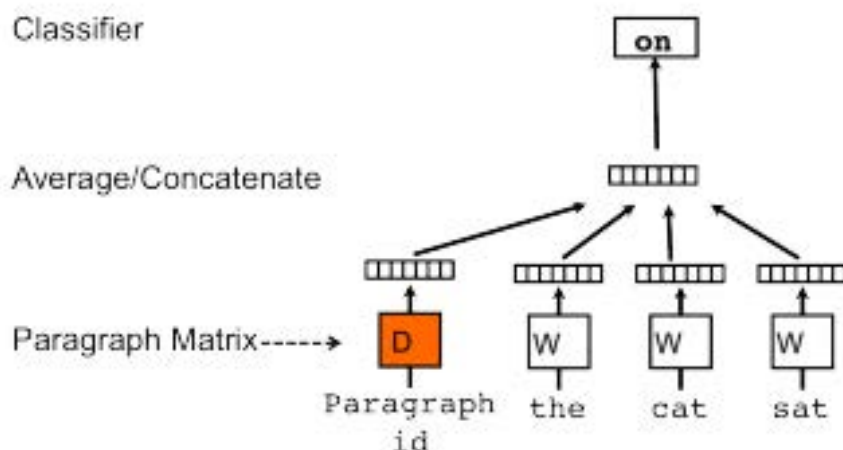 Classifier
on
Average/Concatenate
Paragraph Matrix
D
W
W
W
Paragraph
id
the
cat
sat